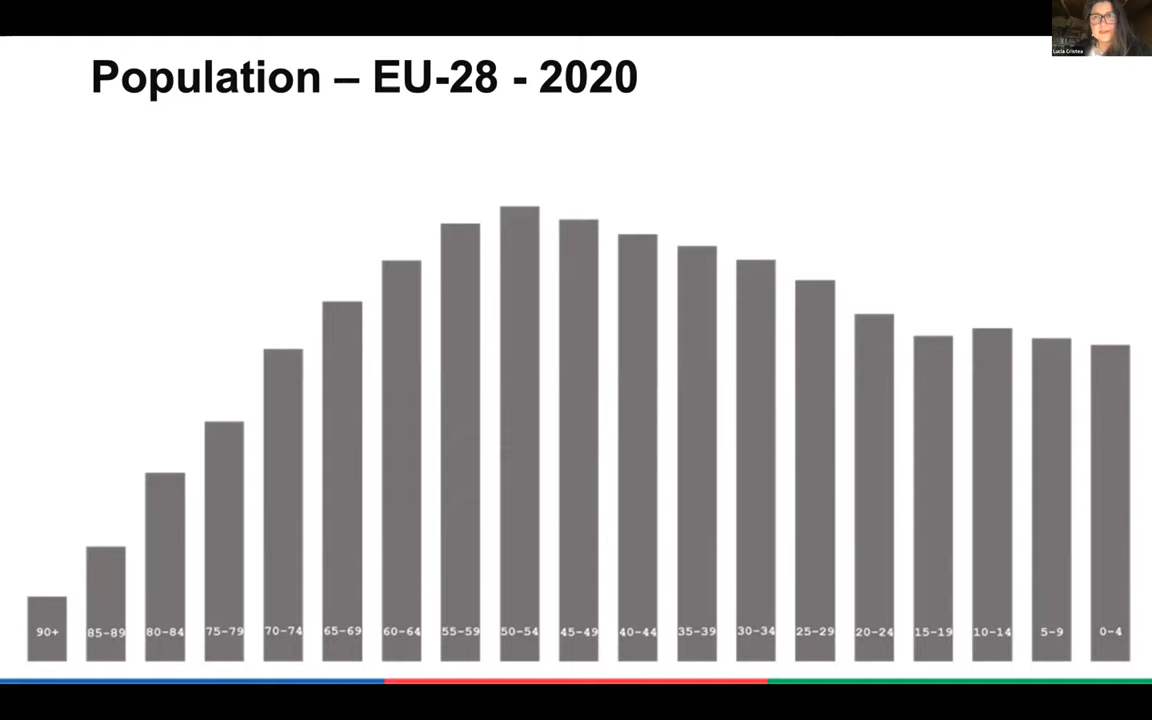 Lucia Cristea
Population – EU-28 - 2020
90+ 85-89 80-84 75-79 70-74 65-69 60-64 55-59 50-54 45-49 40-44 35-39 30-34 25-29 20-24 15-19 10-14 5-9 0-4